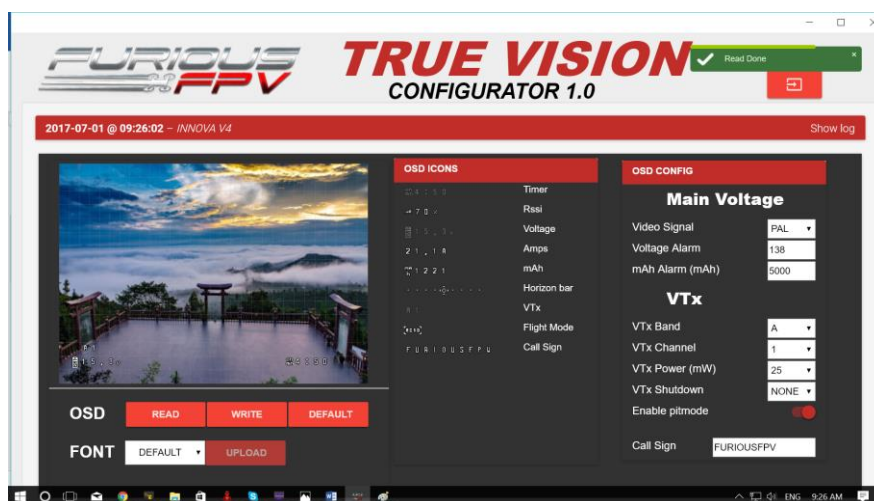 FURIOUS
FPV
TRUE VISION
CONFIGURATOR 1.0
Read Done
2017-07-01 @ 09:26:02 – INNOVA V4
Show log
OSD ICONS
Timer
Rssi
Voltage
21.18 Amps
1221 mAh
Horizon bar
VTx
Flight Mode
FURIOUSFPV Call Sign
OSD CONFIG
Main Voltage
Video Signal PAL
Voltage Alarm 138
mAh Alarm (mAh) 5000
VTx
VTx Band A
VTx Channel 1
VTx Power (mW) 25
VTx Shutdown NONE
Enable pitmode
Call Sign FURIOUSFPV
OSD READ WRITE DEFAULT
FONT DEFAULT UPLOAD
ENG 9:26 AM